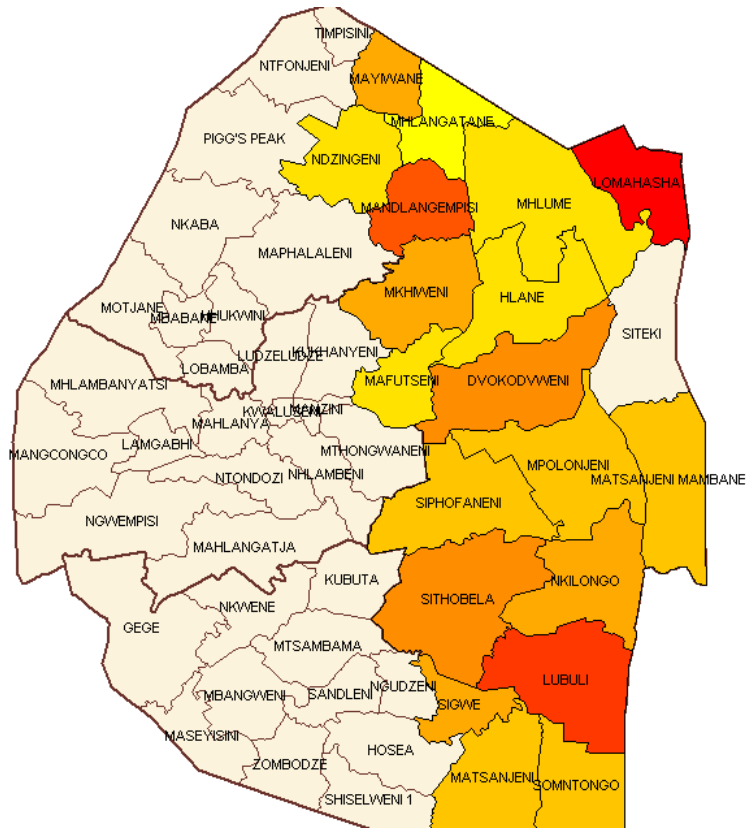 TIMPISINI
NTFONJENI
MAYIWANE
MHLANGATANE
PIGG'S PEAK
NDZINGENI
LOMAHASHA
MANDLANGEMPISI
MHLUME
NKABA
MAPHALALENI
MKHIWENI
HLANE
MOTJANE
MBABANE
HHUKWINI
SITEKI
LUDZELUDZE
KUKHANYENI
LOBAMBA
MHLAMBANYATSI
MAFUTSENI
DVOKODVWENI
KWALUSENI
MANZINI
MAHLANYA
LAMGABHI
MANGCONGCO
MTHONGWANENI
MPOLONJENI
NTONDOZI
NHLAMBENI
MATSANJENI
MAMBANE
SIPHOFANENI
NGWEMPISI
MAHLANGATJA
KUBUTA
NKILONGO
SITHOBELA
NKWENE
GEGE
MTSAMBAMA
LUBULI
NGUDZENI
MBANGWENI
SANDLENI
SIGWE
MASEYISINI
HOSEA
ZOMBODZE
MATSANJENI
SOMNTONGO
SHISELWENI 1